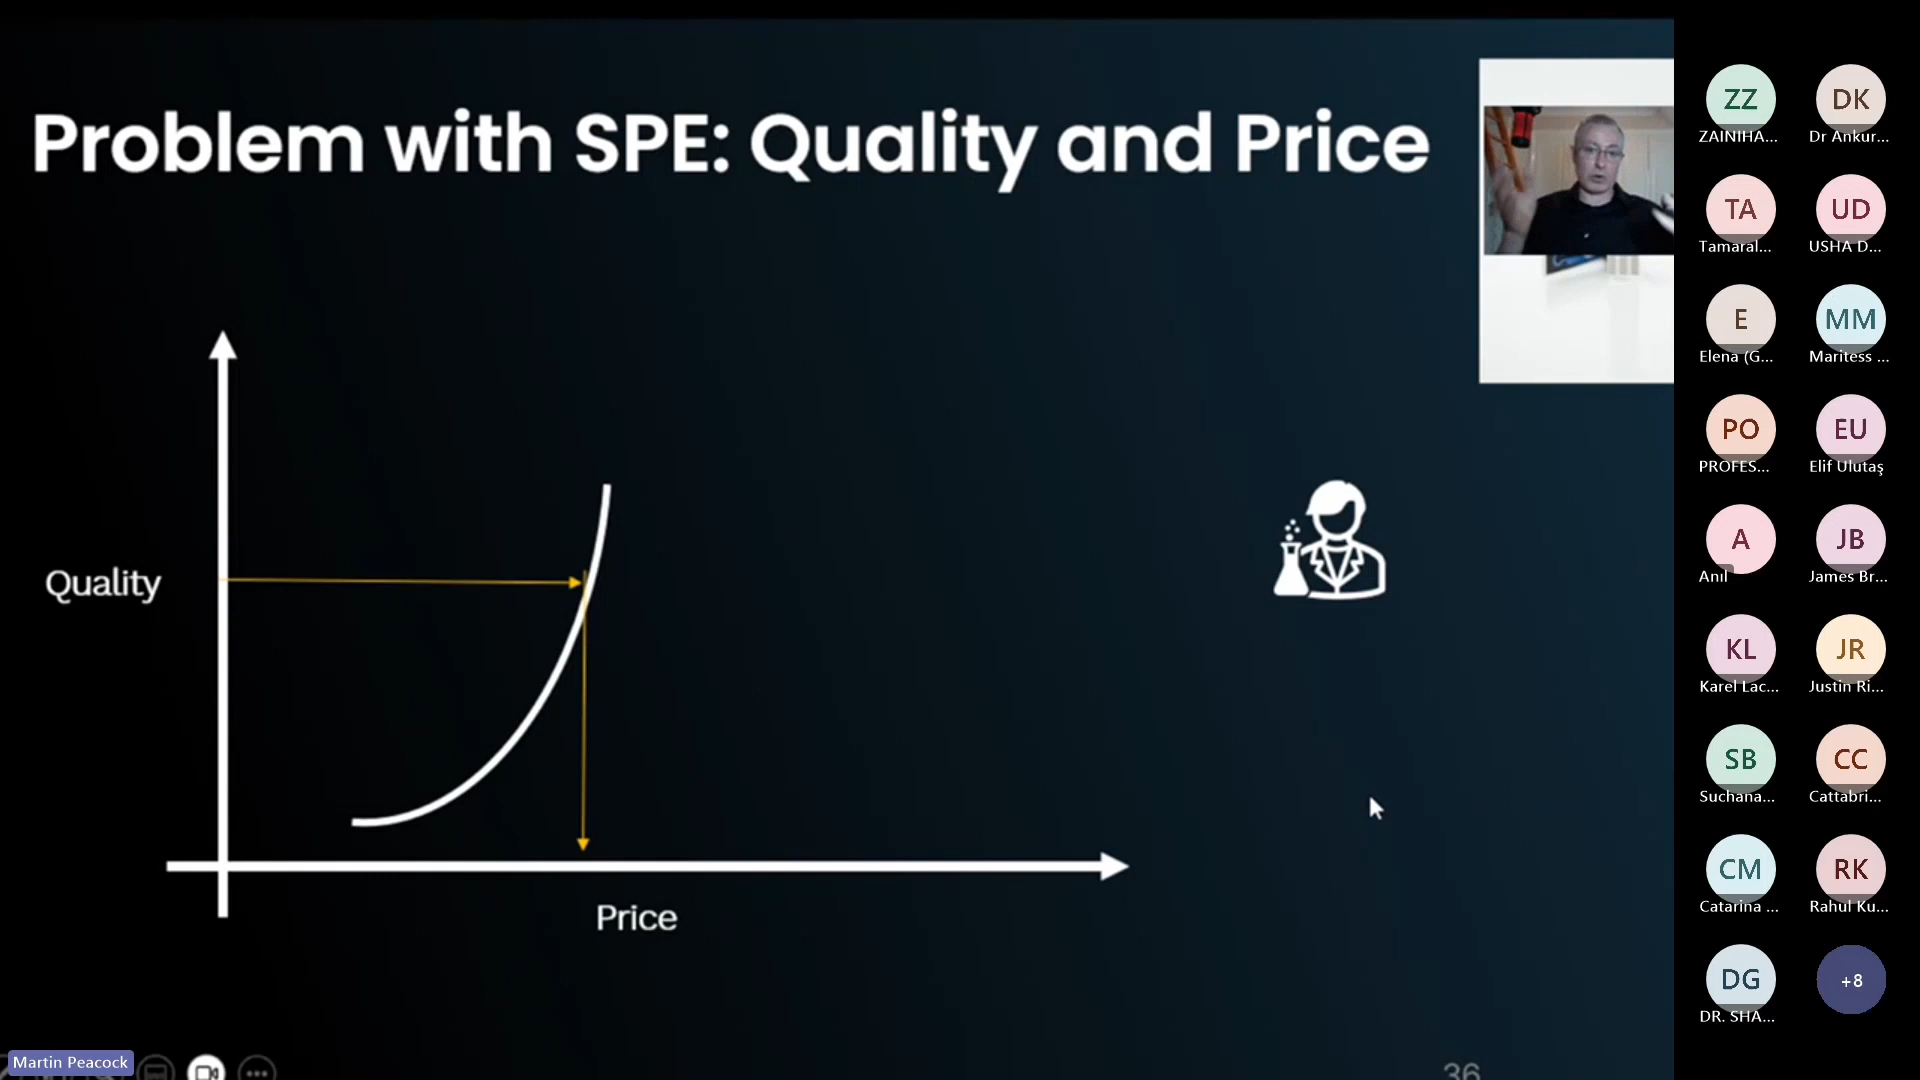 Problem with SPE: Quality and Price
Quality
Price
36
Martin Peacock
ZZ
ZAINIHA...
DK
Dr Ankur...
TA
Tamaral...
UD
USHA D...
E
Elena (G...
MM
Maritess ...
PO
PROFES...
EU
Elif Ulutaş
A
Anıl
JB
James Br...
KL
Karel Lac...
JR
Justin Ri...
SB
Suchana...
CC
Cattabri...
CM
Catarina ...
RK
Rahul Ku...
DG
DR. SHA...
+8